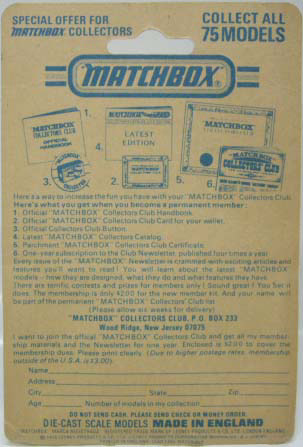 SPECIAL OFFER FOR
MATCHBOX COLLECTORS
COLLECT ALL
75 MODELS
MATCHBOX
MATCHBOX
COLLECTORS CLUB
OFFICIAL
HANDBOOK
1.
4.
LATEST
EDITION
MATCHBOX
3.
2.
5.
6.
COLLECTORS CLUB
Here's a way to increase the fun you have with your "MATCHBOX" Collectors Club.
Here's what you get when you become a permanent member:
1. Official "MATCHBOX" Collectors Club Handbook.
2. Official "MATCHBOX" Collectors Club Card for your wallet.
3. Official Collectors Club Button.
4. Latest "MATCHBOX" Collectors Catalog.
5. Parchment "MATCHBOX" Collectors Club Certificate.
6. One-year subscription to the Club Newsletter, published four times a year.
Every issue of the "MATCHBOX" Newsletter is crammed with exciting articles and
features you'll want to read! You will learn about the latest "MATCHBOX"
models - how they are designed, what they do and what features they have.
There are terrific contests and prizes for members only! Sound great? You bet it
does. The membership is only $2.00 for the new member kit. And your name will
be part of the permanent "MATCHBOX" Collectors Club list.
(Please allow six weeks for delivery)
"MATCHBOX" COLLECTORS CLUB, P.O. BOX 233
Wood Ridge, New Jersey 07075
I want to join the official "MATCHBOX" Collectors Club and get all my member-
ship materials and the Newsletter for one year. Enclosed is $2.00 to cover the
membership dues. Please print clearly. (Due to higher postage rates, membership
outside of the U.S.A. is $3.00).
Name
Address
City State Zip
Age Number of models in my collection
DO NOT SEND CASH. PLEASE SEND CHECK OR MONEY ORDER.
DIE-CAST SCALE MODELS MADE IN ENGLAND